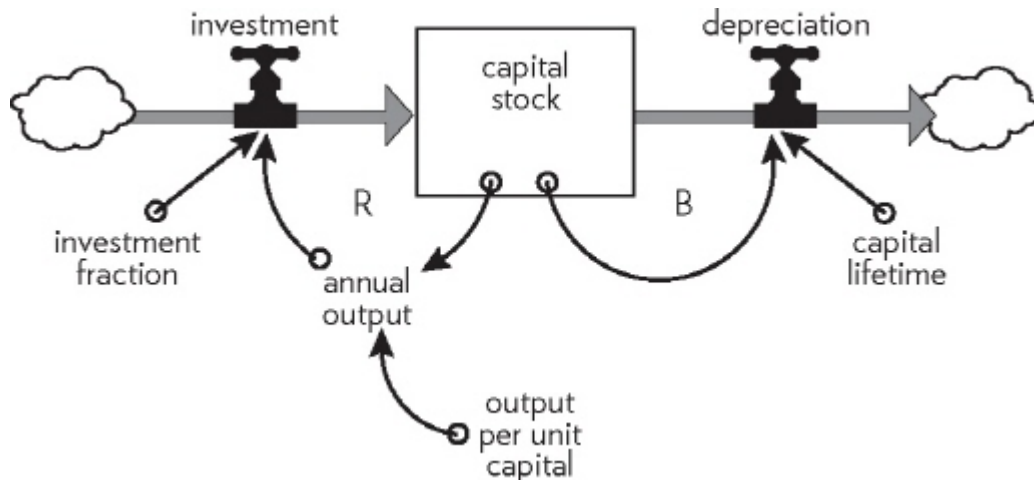 investment
depreciation
capital
stock
R
B
investment
fraction
capital
lifetime
annual
output
output
per unit
capital